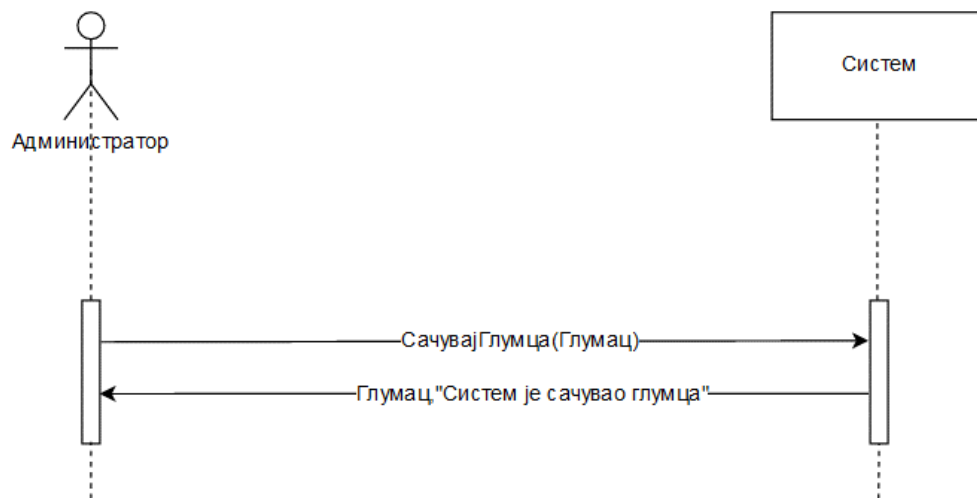 Систем
Администратор
СачувајГлумца(Глумац)
Глумац,"Систем је сачувао глумца"